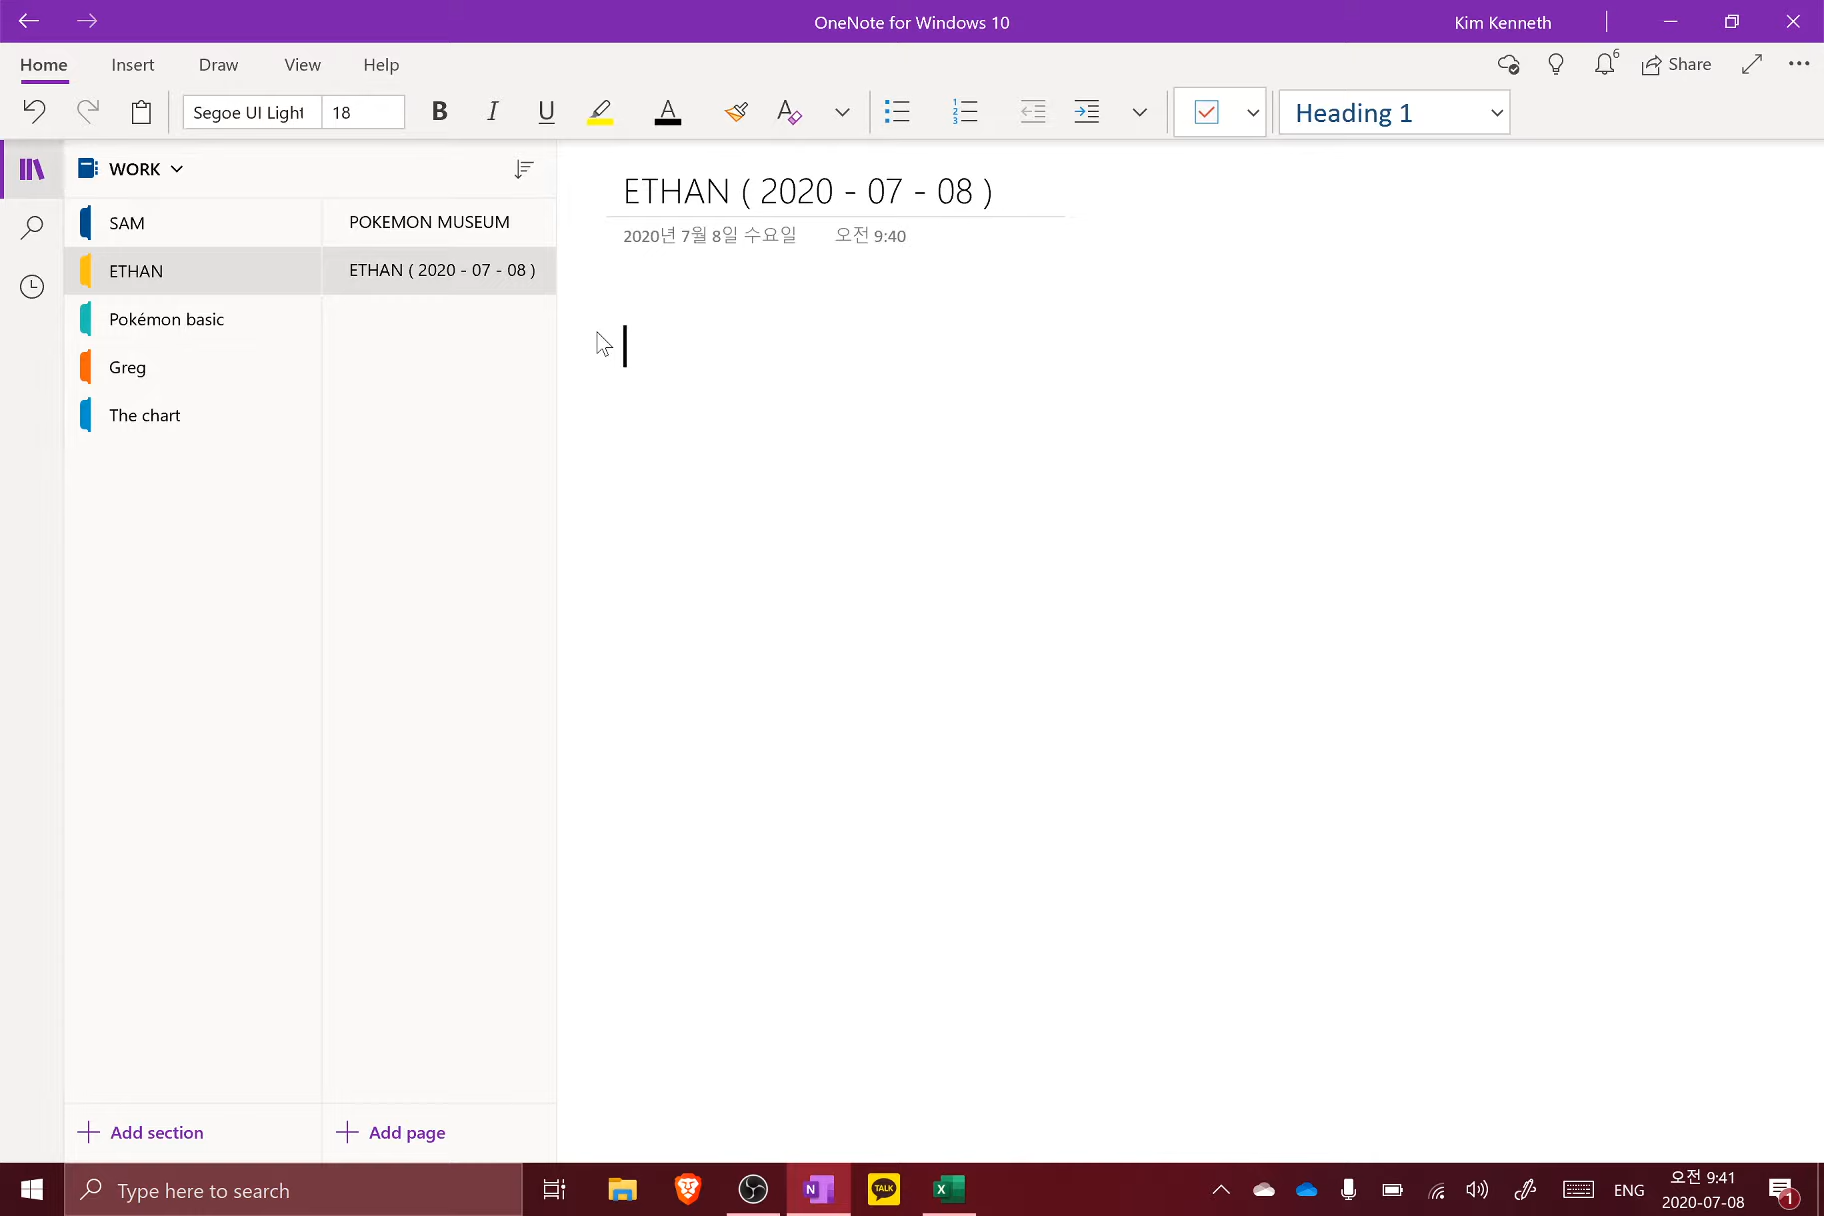 OneNote for Windows 10
Kim Kenneth
Home Insert Draw View Help
6
Share
Segoe UI Light 18 B I U A A
Heading 1
WORK
SAM
ETHAN
Pokémon basic
Greg
The chart
POKEMON MUSEUM
ETHAN ( 2020 - 07 - 08 )
ETHAN ( 2020 - 07 - 08 )
2020년 7월 8일 수요일 오전 9:40
Add section
Add page
Type here to search
N
TALK
X
ENG
오전 9:41
2020-07-08
1